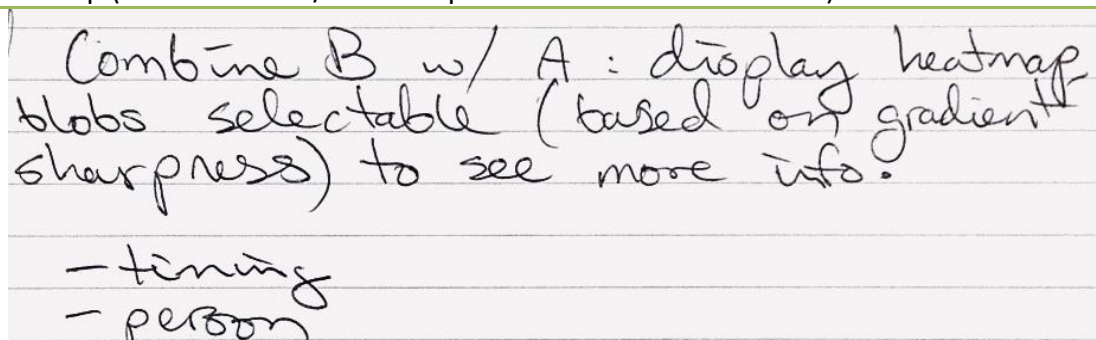 Combine B w/ A : display heatmap
blobs selectable (based on gradient
sharpness) to see more info.
- timing
- person